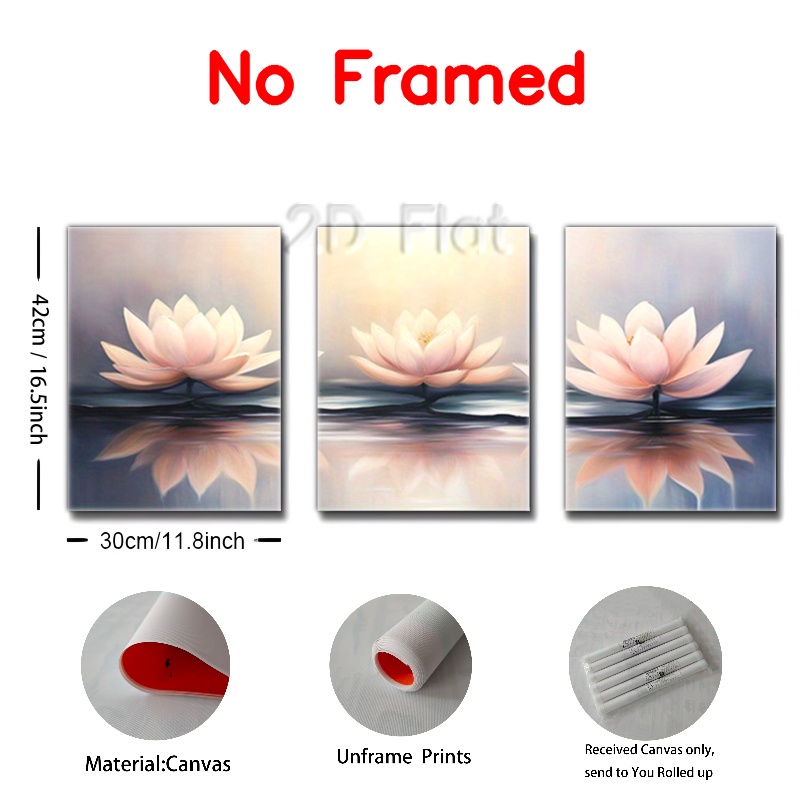 No Framed
2D Flat
42cm / 16.5inch
30cm/11.8inch
Material:Canvas
Unframe Prints
Received Canvas only,
send to You Rolled up